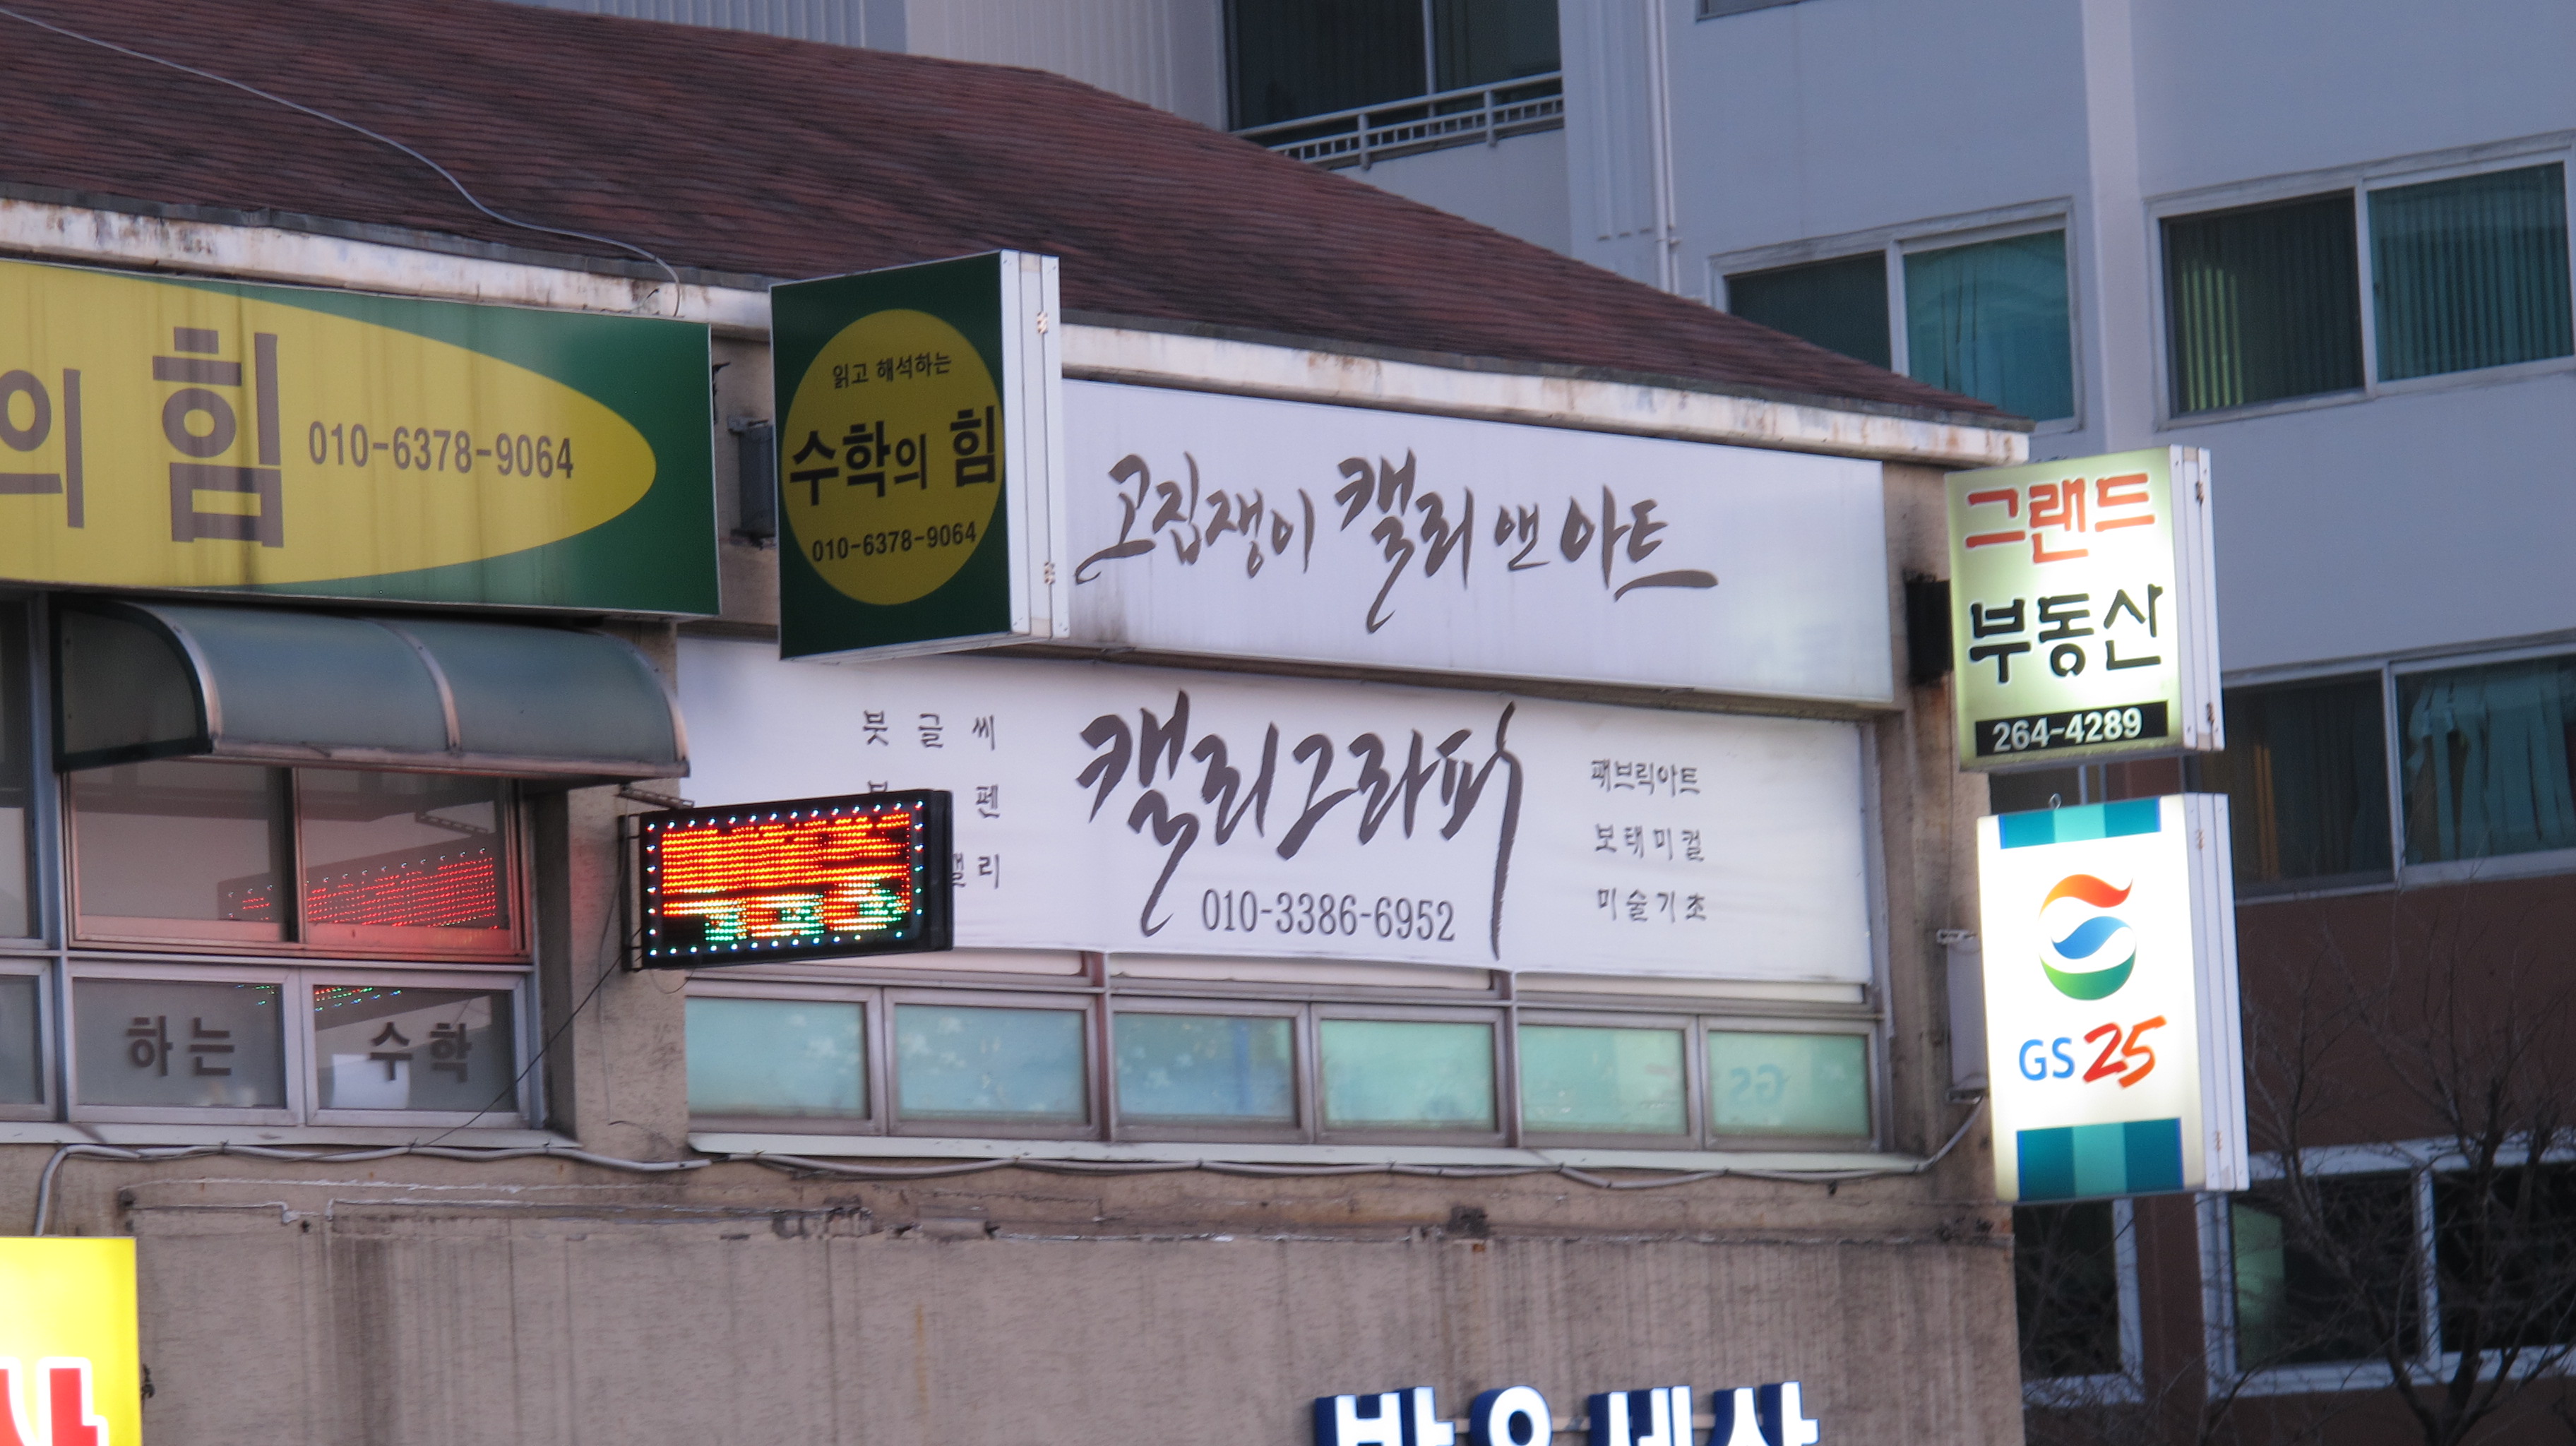 의 힘 010-6378-9064
읽고 해석하는
수학의 힘
010-6378-9064
고집쟁이 캘리 앤 아트
그랜드
부동산
264-4289
붓 글 씨
펜
캘리
캘리그라피
010-3386-6952
패브릭아트
보태미컬
미술기초
GS25
하는 수학